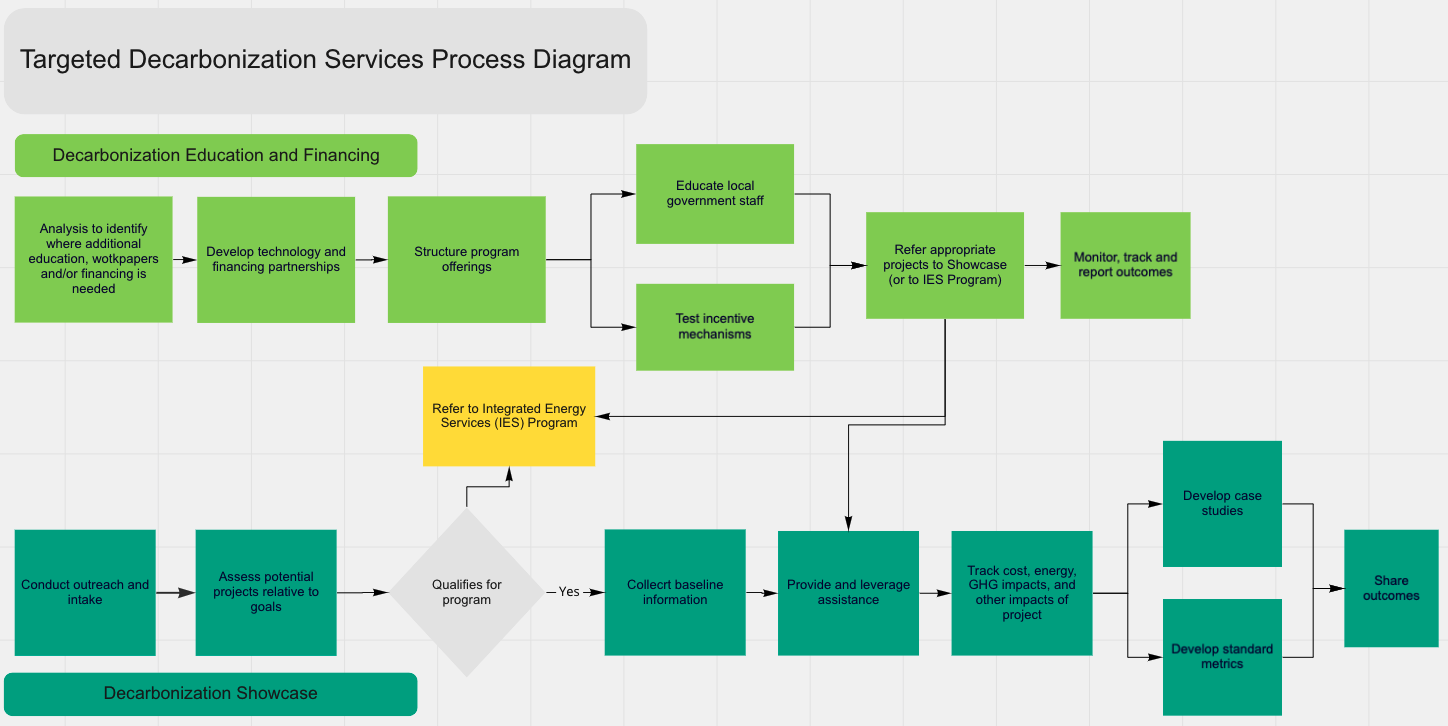 Targeted Decarbonization Services Process Diagram
Decarbonization Education and Financing
Analysis to identify
where additional
education, wotkpapers
and/or financing is
needed
Develop technology and
financing partnerships
Structure program
offerings
Educate local
government staff
Test incentive
mechanisms
Refer appropriate
projects to Showcase
(or to IES Program)
Monitor, track and
report outcomes
Refer to Integrated Energy
Services (IES) Program
Conduct outreach and
intake
Assess potential
projects relative to
goals
Qualifies for
program
Yes
Collecrt baseline
information
Provide and leverage
assistance
Track cost, energy,
GHG impacts, and
other impacts of
project
Develop case
studies
Develop standard
metrics
Share
outcomes
Decarbonization Showcase